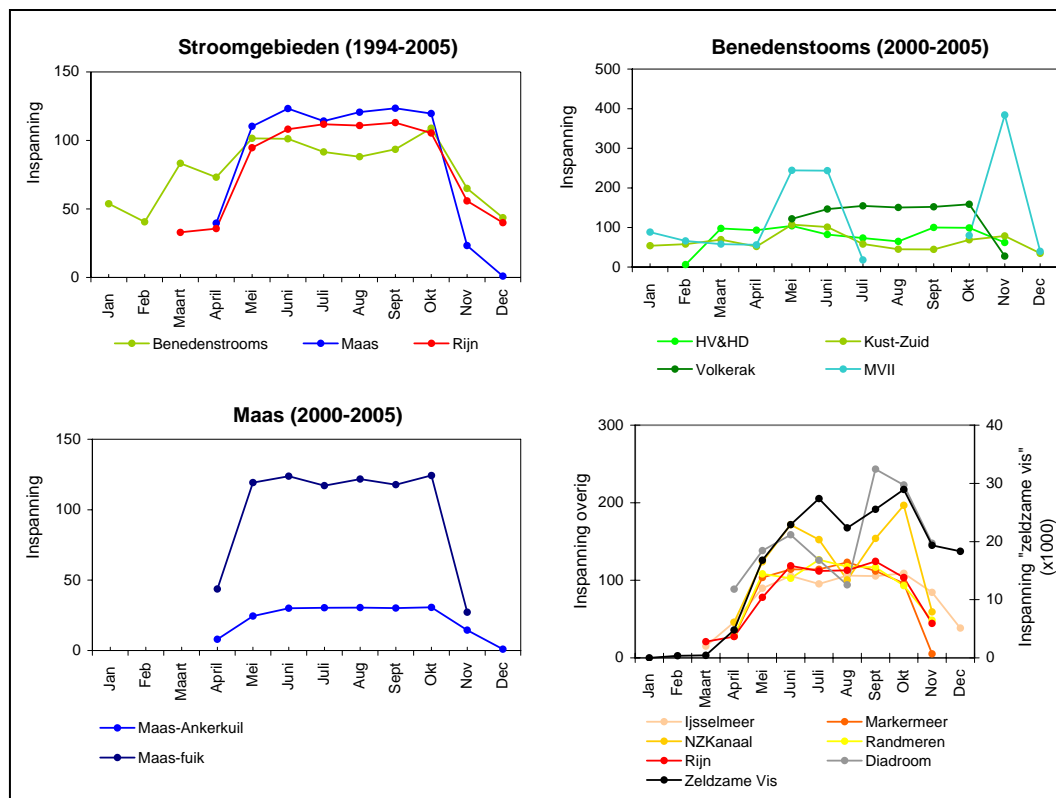 Stroomgebieden (1994-2005)
Inspanning
150
100
50
0
Jan Feb Maart April Mei Juni Juli Aug Sept Okt Nov Dec
Benedenstrooms Maas Rijn
Benedenstooms (2000-2005)
Inspanning
500
400
300
200
100
0
Jan Feb Maart April Mei Juni Juli Aug Sept Okt Nov Dec
HV&HD Kust-Zuid
Volkerak MVII
Maas (2000-2005)
Inspanning
150
100
50
0
Jan Feb Maart April Mei Juni Juli Aug Sept Okt Nov Dec
Maas-Ankerkuil
Maas-fuik
Inspanning overig
300
200
100
0
40
30
20
10
0
Inspanning "zeldzame vis"
(x1000)
Jan Feb Maart April Mei Juni Juli Aug Sept Okt Nov Dec
Ijsselmeer Markermeer
NZKanaal Randmeren
Rijn Diadroom
Zeldzame Vis